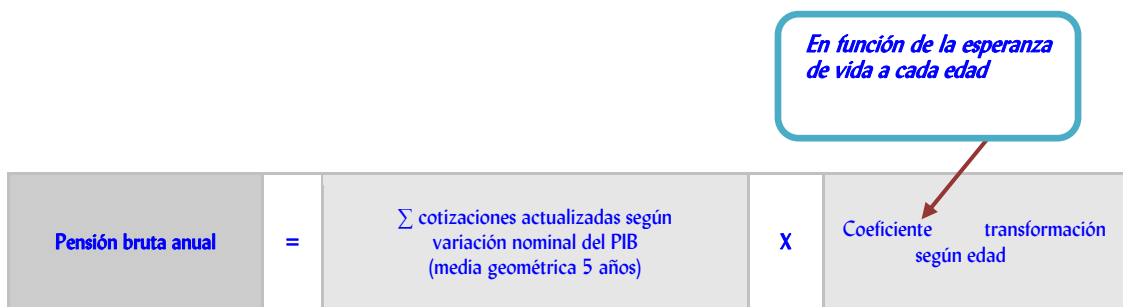 En función de la esperanza
de vida a cada edad
Pensión bruta anual
=
∑ cotizaciones actualizadas según
variación nominal del PIB
(media geométrica 5 años)
X
Coeficiente transformación
según edad